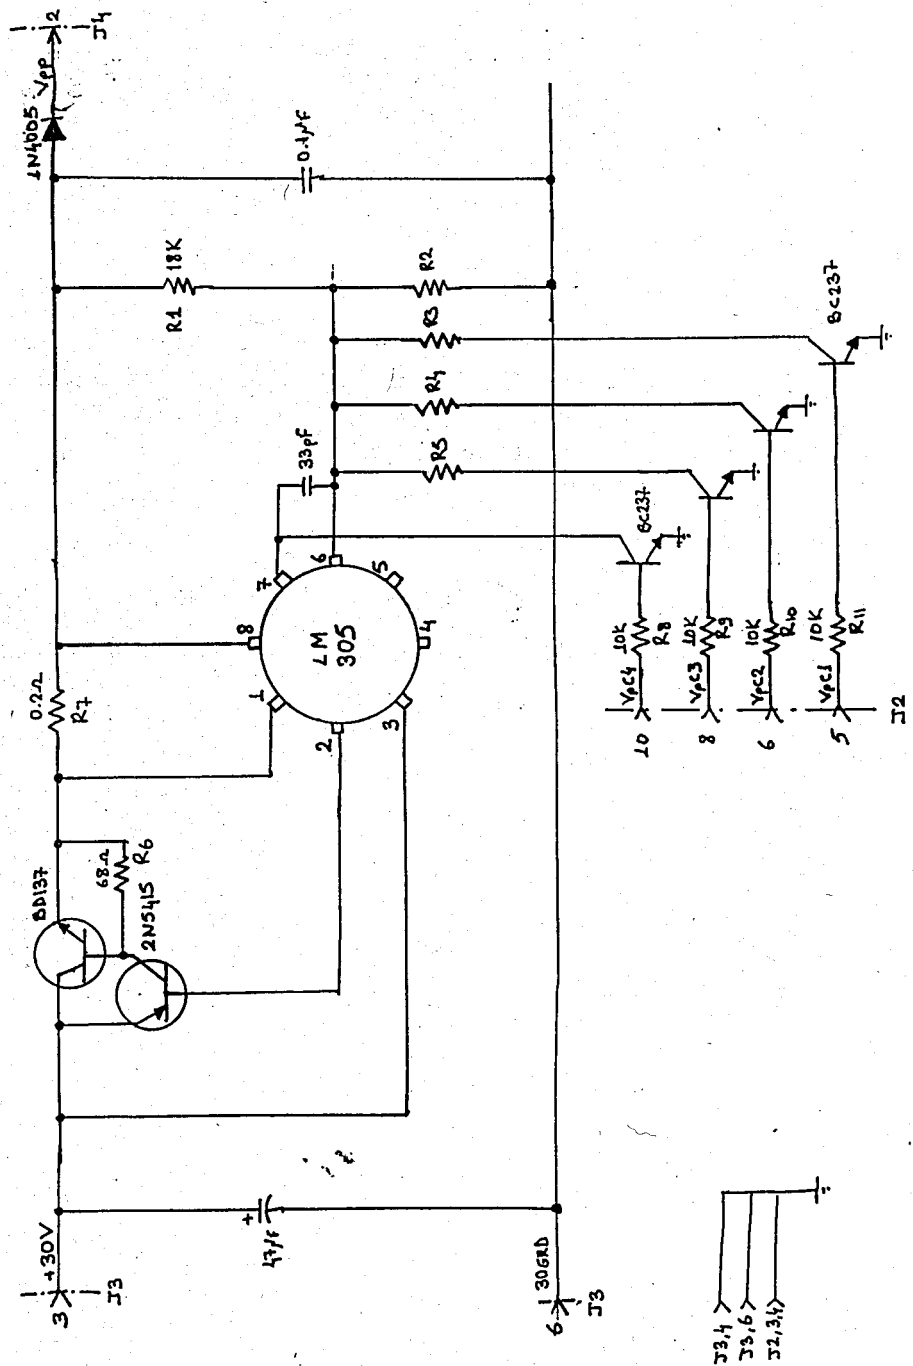 J3
3
+30V
47µF
+
BD137
68Ω
R6
2N5415
0.2Ω
R7
LM
305
1
2
3
4
5
6
7
8
33pF
R1
18K
R2
R3
R4
R5
0.1µF
1N4005
Vpp
2
J4
J3
6
1
30GRD
BC237
BC237
10
VpC4
10K
R8
8
VpC3
10K
R9
6
VpC2
10K
R10
5
VpC1
10K
R11
J2
J3,4
J3,6
J2,3,4